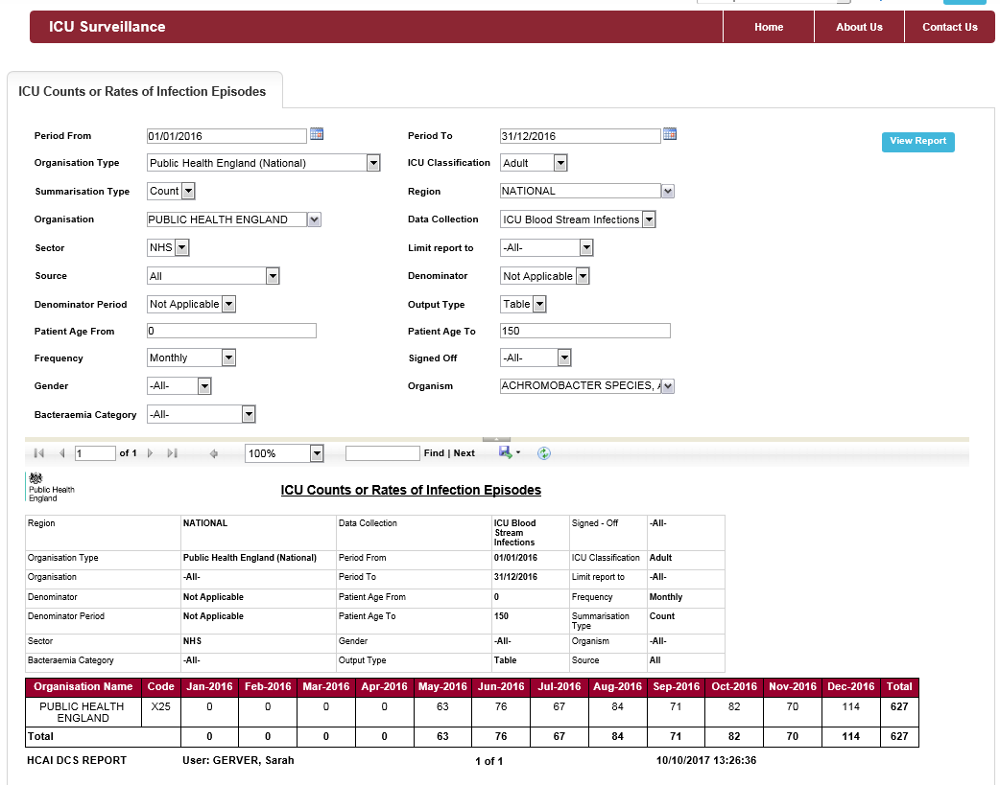 ICU Surveillance Home About Us Contact Us
ICU Counts or Rates of Infection Episodes
Period From 01/01/2016 Period To 31/12/2016 View Report
Organisation Type Public Health England (National) ICU Classification Adult
Summarisation Type Count Region NATIONAL
Organisation PUBLIC HEALTH ENGLAND Data Collection ICU Blood Stream Infections
Sector NHS Limit report to -All-
Source All Denominator Not Applicable
Denominator Period Not Applicable Output Type Table
Patient Age From 0 Patient Age To 150
Frequency Monthly Signed Off -All-
Gender -All- Organism ACHROMOBACTER SPECIES,
Bacteraemia Category -All-
1 of 1 100% Find | Next
Public Health
England
ICU Counts or Rates of Infection Episodes
Region NATIONAL Data Collection ICU Blood Signed - Off -All-
Stream
Infections
Organisation Type Public Health England (National) Period From 01/01/2016 ICU Classification Adult
Organisation -All- Period To 31/12/2016 Limit report to -All-
Denominator Not Applicable Patient Age From 0 Frequency Monthly
Denominator Period Not Applicable Patient Age To 150 Summarisation Count
Type
Sector NHS Gender -All- Organism -All-
Bacteraemia Category -All- Output Type Table Source All
Organisation Name Code Jan-2016 Feb-2016 Mar-2016 Apr-2016 May-2016 Jun-2016 Jul-2016 Aug-2016 Sep-2016 Oct-2016 Nov-2016 Dec-2016 Total
PUBLIC HEALTH X25 0 0 0 0 63 76 67 84 71 82 70 114 627
ENGLAND
Total 0 0 0 0 63 76 67 84 71 82 70 114 627
HCAI DCS REPORT User: GERVER, Sarah 1 of 1 10/10/2017 13:26:36